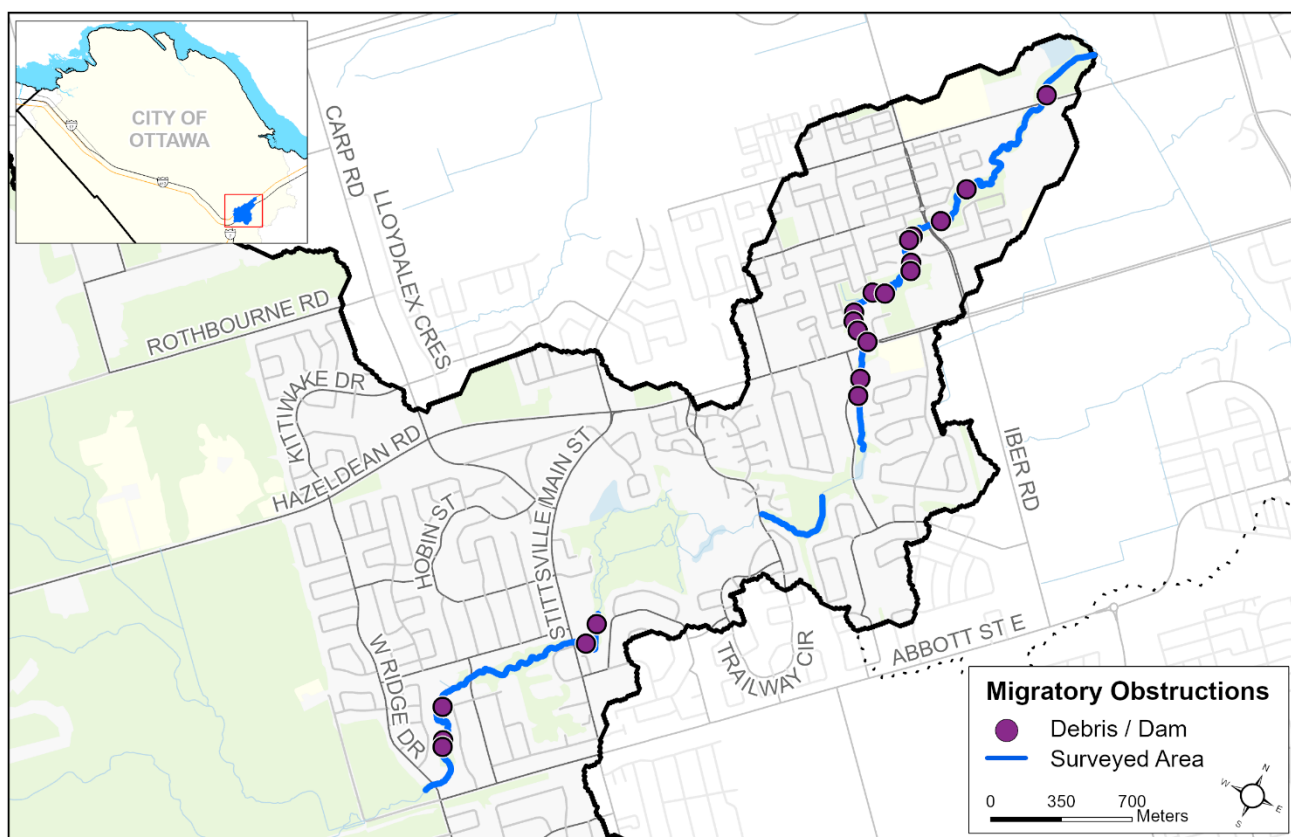 CITY OF
OTTAWA
CARP RD
LLOYDALEX CRES
ROTHBOURNE RD
KITTIWAKE DR
HAZELDEAN RD
HOBIN ST
STITTSVILLE MAIN ST
W RIDGE DR
TRAILWAY CIR
IBER RD
ABBOTT ST E
Migratory Obstructions
Debris / Dam
Surveyed Area
0 350 700
Meters
N
W
E
S